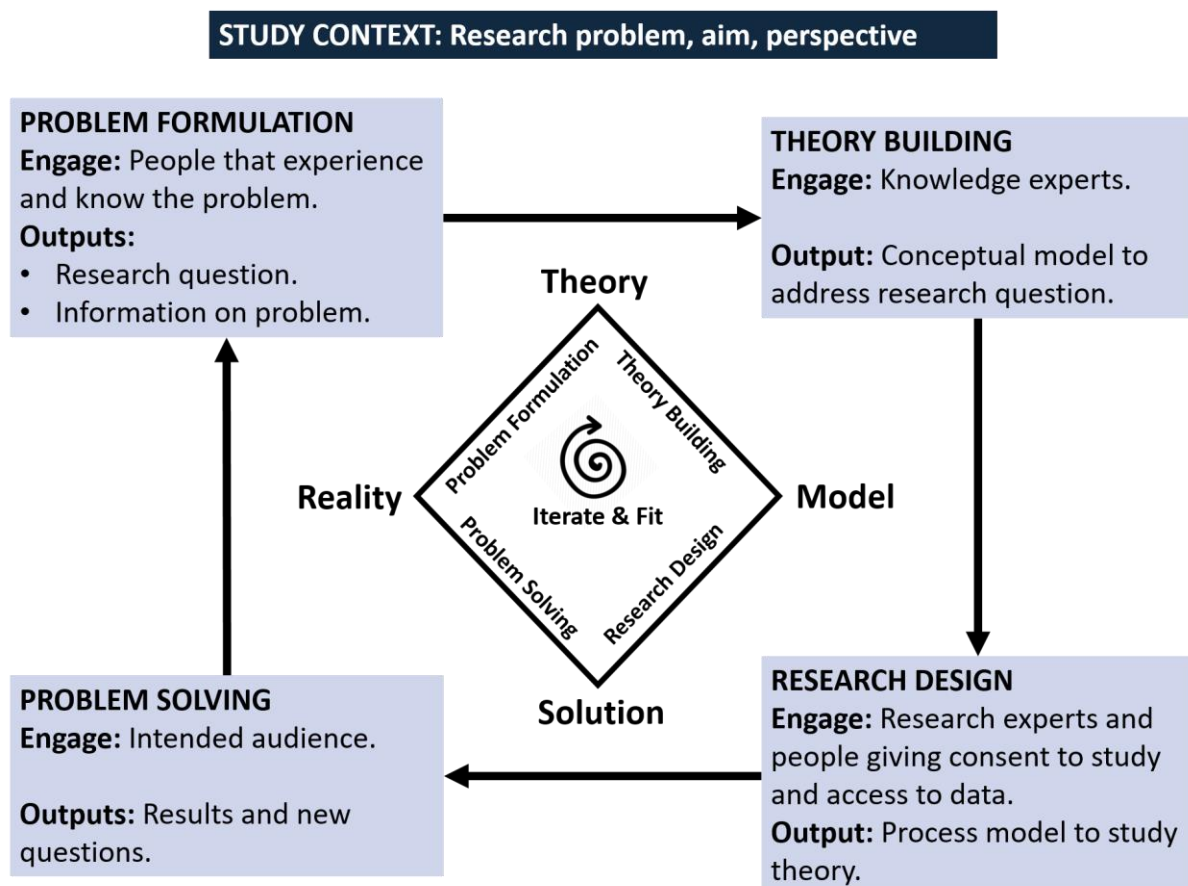 STUDY CONTEXT: Research problem, aim, perspective
PROBLEM FORMULATION
Engage: People that experience
and know the problem.
Outputs:
• Research question.
• Information on problem.
THEORY BUILDING
Engage: Knowledge experts.
Output: Conceptual model to
address research question.
Theory
Problem Formulation
Theory Building
Reality
Iterate & Fit
Model
Problem Solving
Research Design
Solution
PROBLEM SOLVING
Engage: Intended audience.
Outputs: Results and new
questions.
RESEARCH DESIGN
Engage: Research experts and
people giving consent to study
and access to data.
Output: Process model to study
theory.